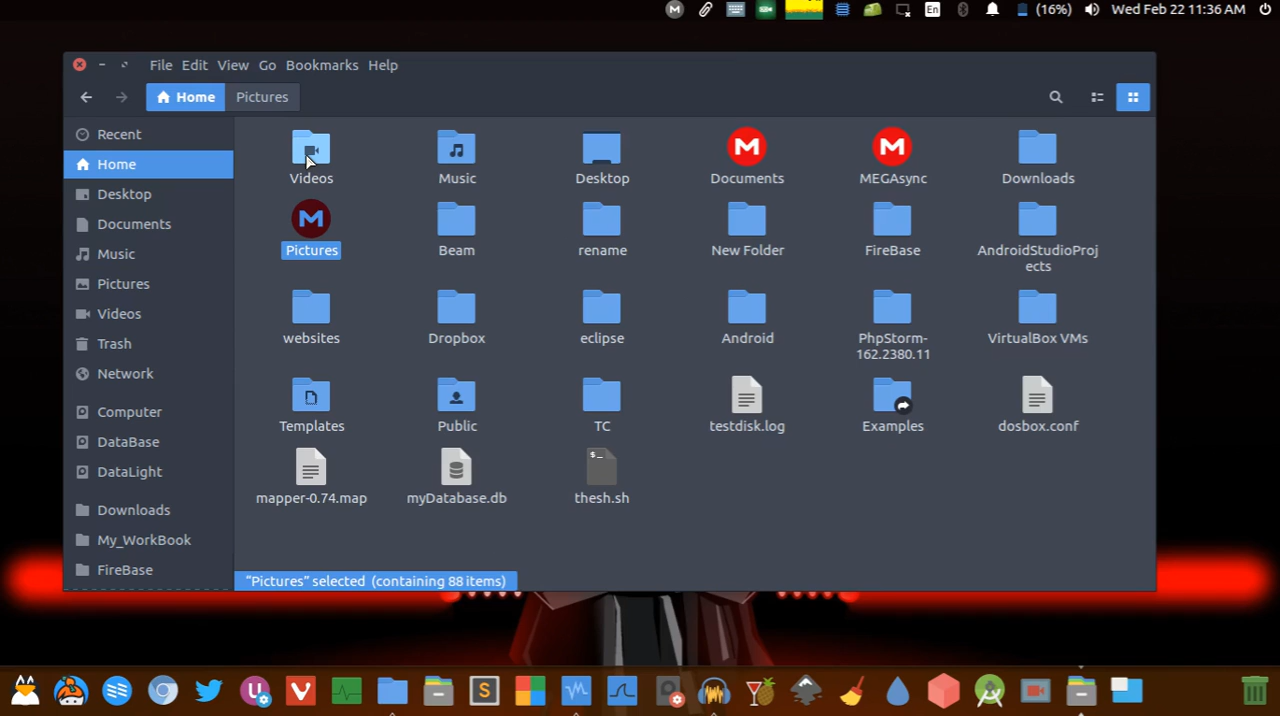 En (16%) Wed Feb 22 11:36 AM
File Edit View Go Bookmarks Help
Home Pictures
Recent
Home
Desktop
Documents
Music
Pictures
Videos
Trash
Network
Computer
DataBase
DataLight
Downloads
My_WorkBook
FireBase
Videos Music Desktop Documents MEGAsync Downloads
Pictures Beam rename New Folder FireBase AndroidStudioProj
ects
websites Dropbox eclipse Android PhpStorm- VirtualBox VMs
162.2380.11
Templates Public TC testdisk.log Examples dosbox.conf
mapper-0.74.map myDatabase.db thesh.sh
"Pictures" selected (containing 88 items)